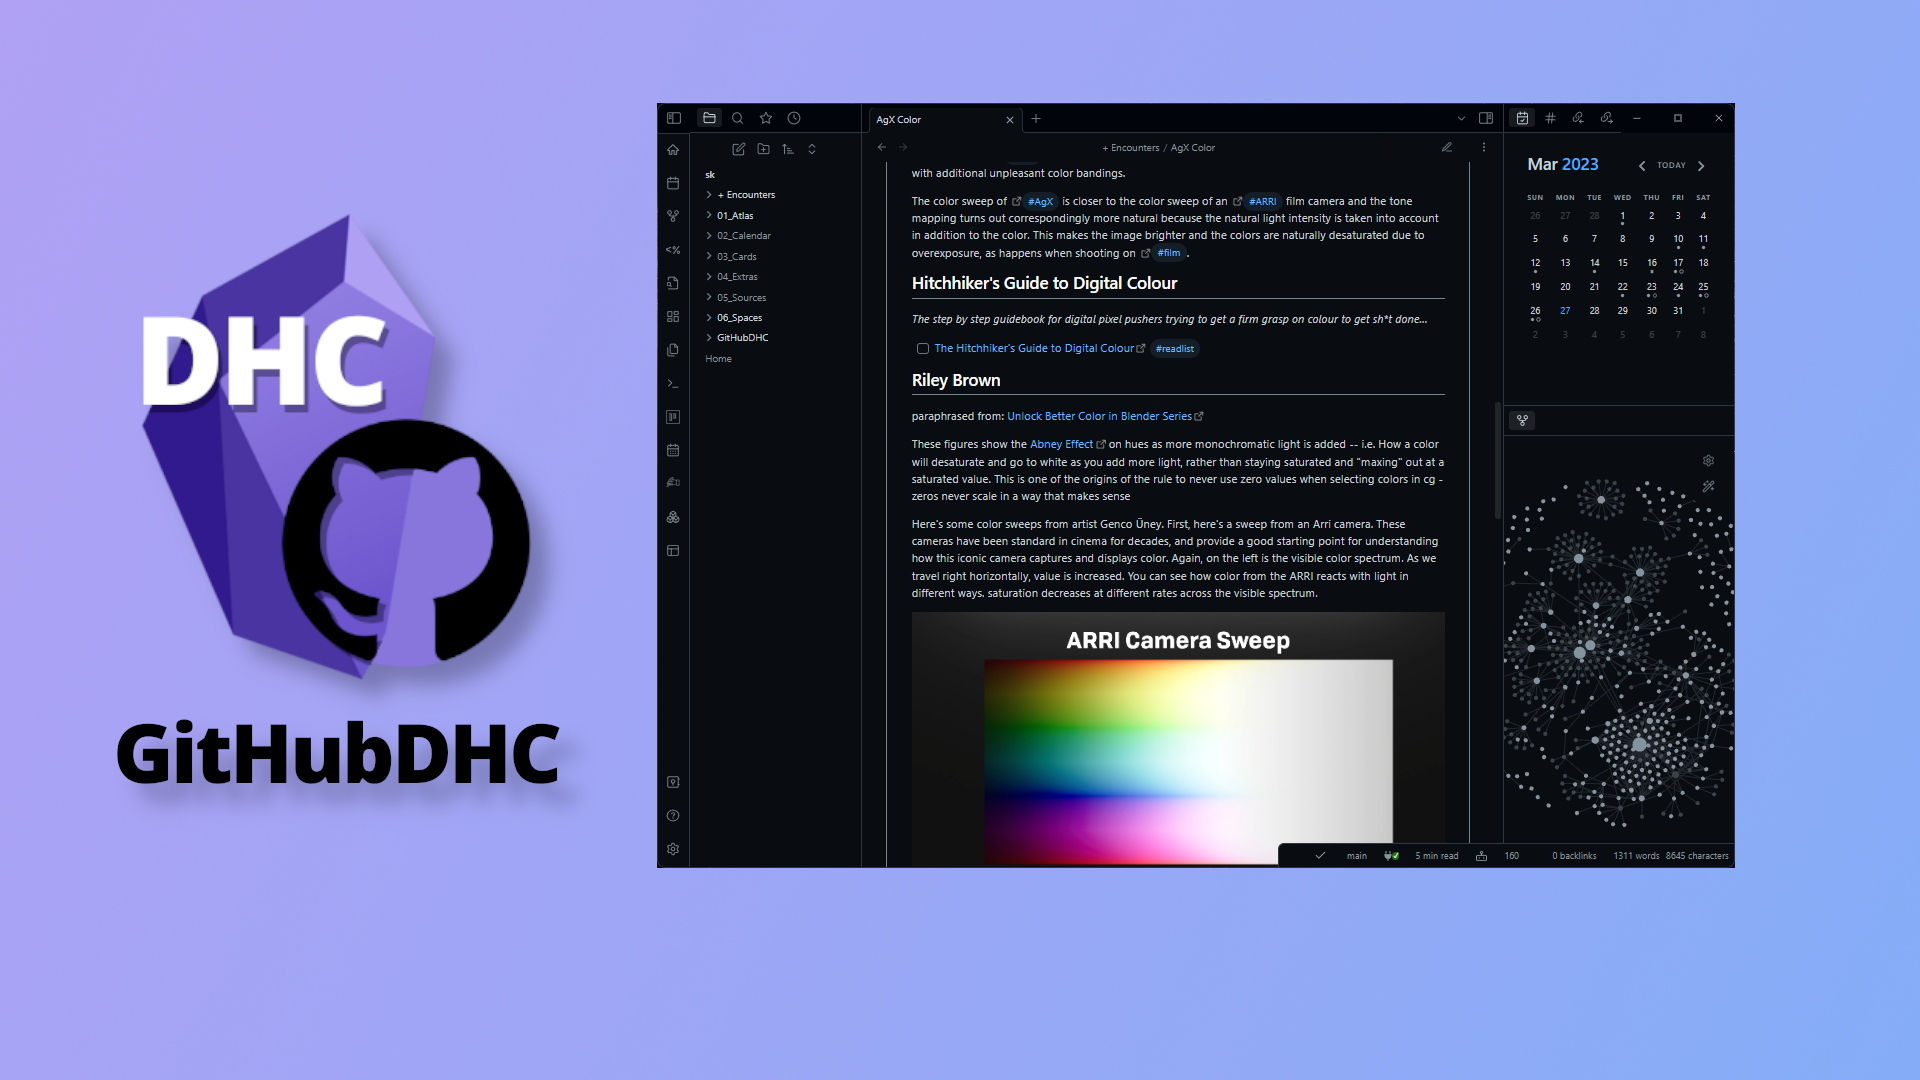 DHC
GitHubDHC
AgX Color
+ Encounters / AgX Color
sk
+ Encounters
01_Atlas
02_Calendar
03_Cards
04_Extras
05_Sources
06_Spaces
GitHubDHC
Home
<%
with additional unpleasant color bandings.
The color sweep of #AgX is closer to the color sweep of an #ARRI film camera and the tone
mapping turns out correspondingly more natural because the natural light intensity is taken into account
in addition to the color. This makes the image brighter and the colors are naturally desaturated due to
overexposure, as happens when shooting on #film .
Hitchhiker's Guide to Digital Colour
The step by step guidebook for digital pixel pushers trying to get a firm grasp on colour to get sh*t done...
The Hitchhiker's Guide to Digital Colour #readlist
Riley Brown
paraphrased from: Unlock Better Color in Blender Series
These figures show the Abney Effect on hues as more monochromatic light is added -- i.e. How a color
will desaturate and go to white as you add more light, rather than staying saturated and "maxing" out at a
saturated value. This is one of the origins of the rule to never use zero values when selecting colors in cg -
zeros never scale in a way that makes sense
Here's some color sweeps from artist Genco Üney. First, here's a sweep from an Arri camera. These
cameras have been standard in cinema for decades, and provide a good starting point for understanding
how this iconic camera captures and displays color. Again, on the left is the visible color spectrum. As we
travel right horizontally, value is increased. You can see how color from the ARRI reacts with light in
different ways. saturation decreases at different rates across the visible spectrum.
ARRI Camera Sweep
Mar 2023 TODAY
SUN MON TUE WED THU FRI SAT
26 27 28 1 2 3 4
5 6 7 8 9 10 11
12 13 14 15 16 17 18
19 20 21 22 23 24 25
26 27 28 29 30 31 1
2 3 4 5 6 7 8
main 5 min read 160 0 backlinks 1311 words 8645 characters